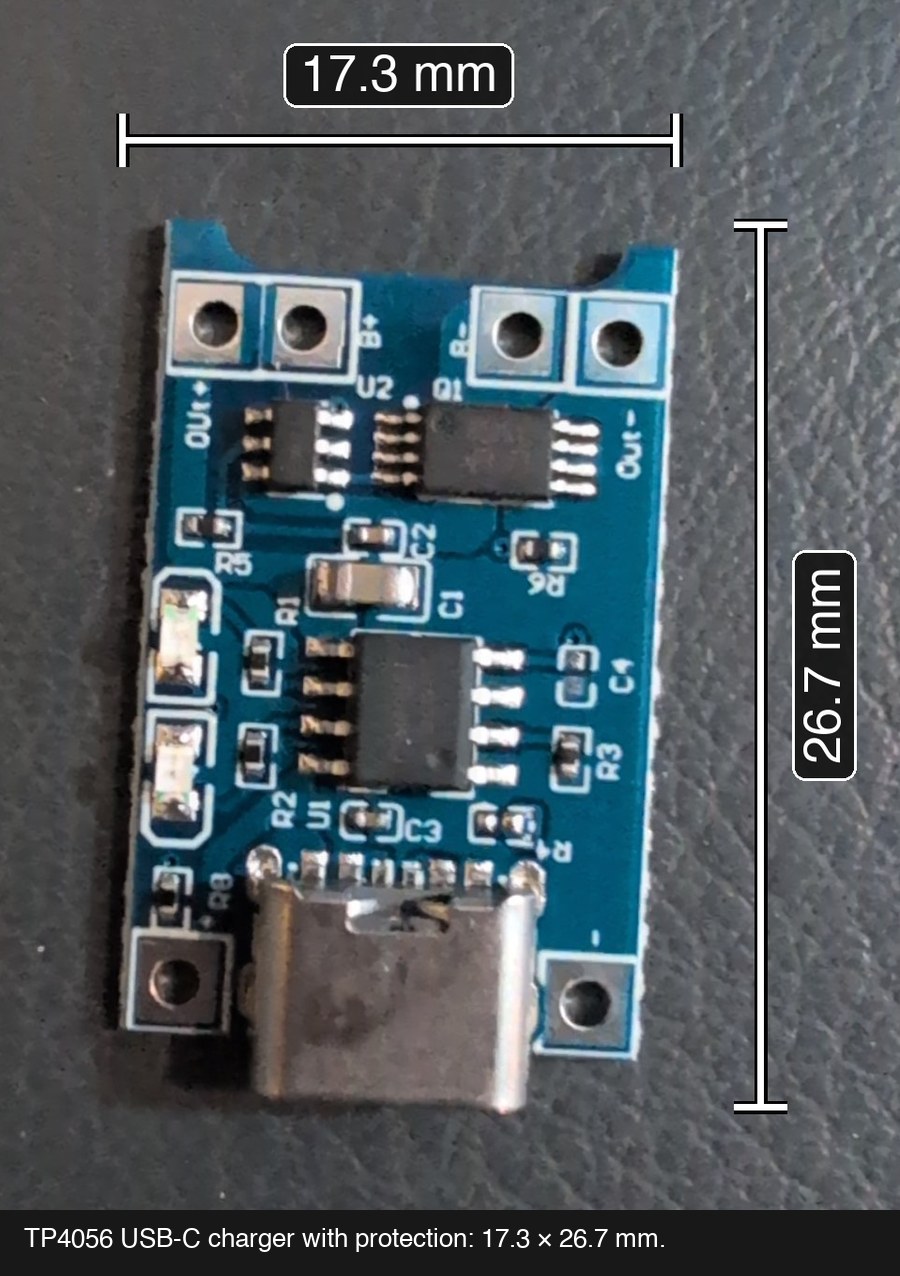 17.3 mm
B+
B-
U2
Q1
OUt+
Out-
C2
R5
R6
R1
C1
C4
26.7 mm
R3
R2
U1
C3
R4
R8
+
-
TP4056 USB-C charger with protection: 17.3 × 26.7 mm.